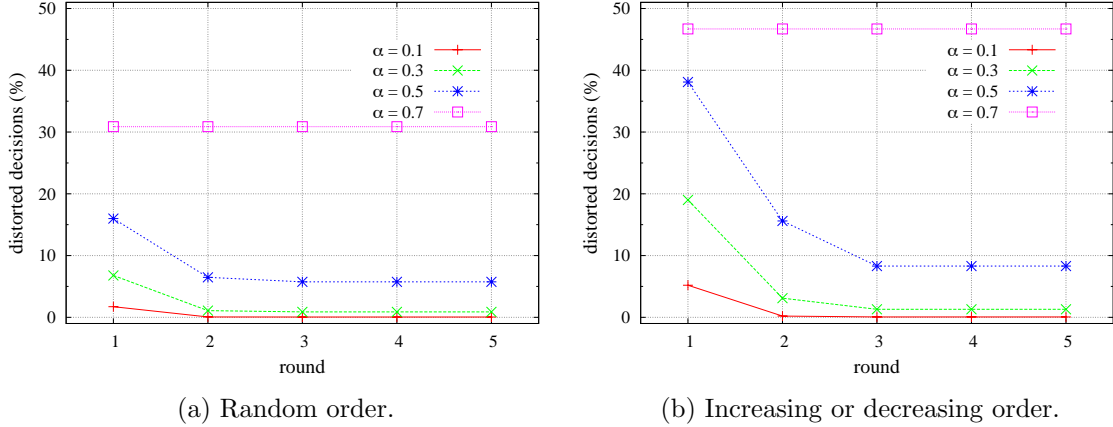 50
40
30
20
10
0
distorted decisions (%)
α = 0.1
α = 0.3
α = 0.5
α = 0.7
1 2 3 4 5
round
(a) Random order.
50
40
30
20
10
0
distorted decisions (%)
α = 0.1
α = 0.3
α = 0.5
α = 0.7
1 2 3 4 5
round
(b) Increasing or decreasing order.